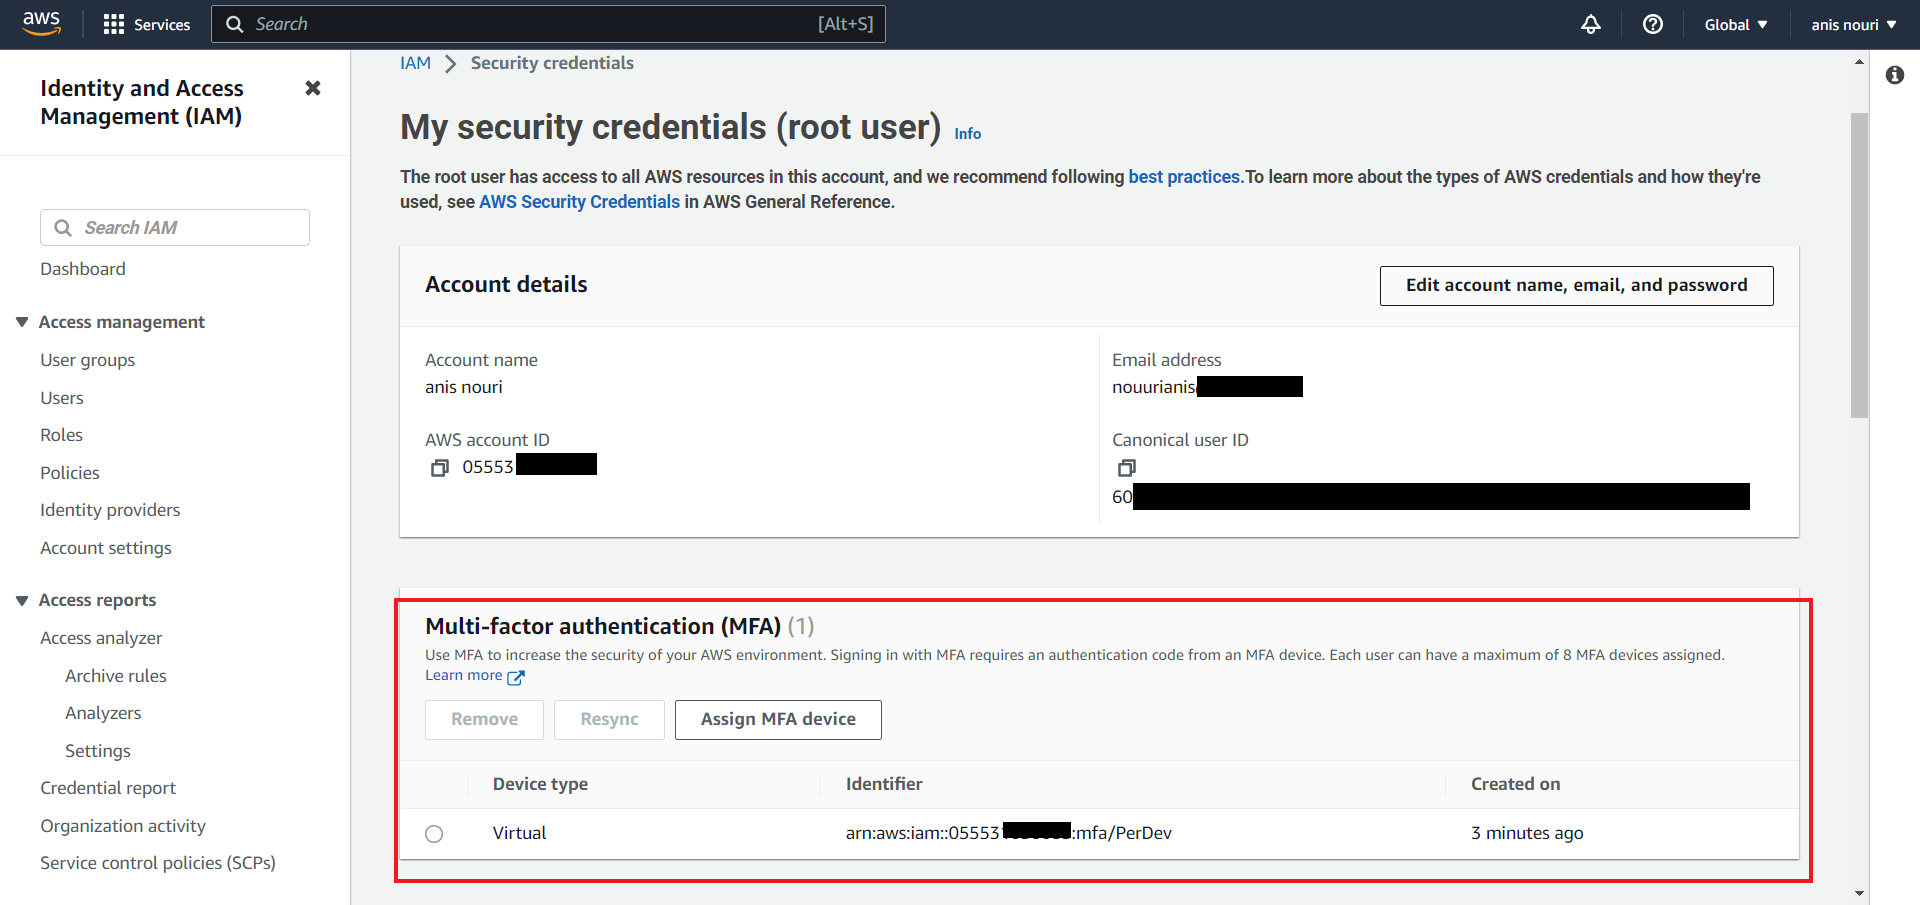 aws
Services
Search
[Alt+S]
Global
anis nouri
Identity and Access
Management (IAM)
Search IAM
Dashboard
Access management
User groups
Users
Roles
Policies
Identity providers
Account settings
Access reports
Access analyzer
Archive rules
Analyzers
Settings
Credential report
Organization activity
Service control policies (SCPs)
IAM
Security credentials
My security credentials (root user) Info
The root user has access to all AWS resources in this account, and we recommend following best practices.To learn more about the types of AWS credentials and how they're
used, see AWS Security Credentials in AWS General Reference.
Account details
Edit account name, email, and password
Account name
anis nouri
Email address
nouurianis
AWS account ID
05553
Canonical user ID
60
Multi-factor authentication (MFA) (1)
Use MFA to increase the security of your AWS environment. Signing in with MFA requires an authentication code from an MFA device. Each user can have a maximum of 8 MFA devices assigned.
Learn more
Remove
Resync
Assign MFA device
Device type
Identifier
Created on
Virtual
arn:aws:iam::05553 :mfa/PerDev
3 minutes ago